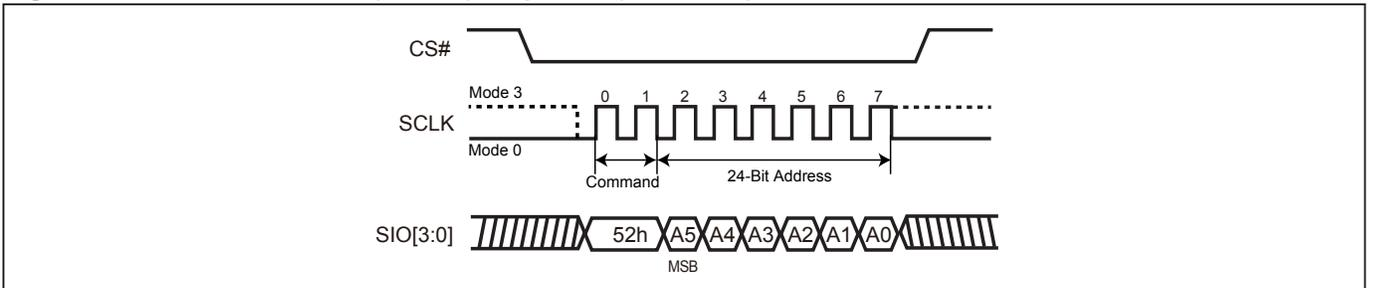 CS#
Mode 3
0 1 2 3 4 5 6 7
SCLK
Mode 0
Command
24-Bit Address
SIO[3:0]
52h A5 A4 A3 A2 A1 A0
MSB